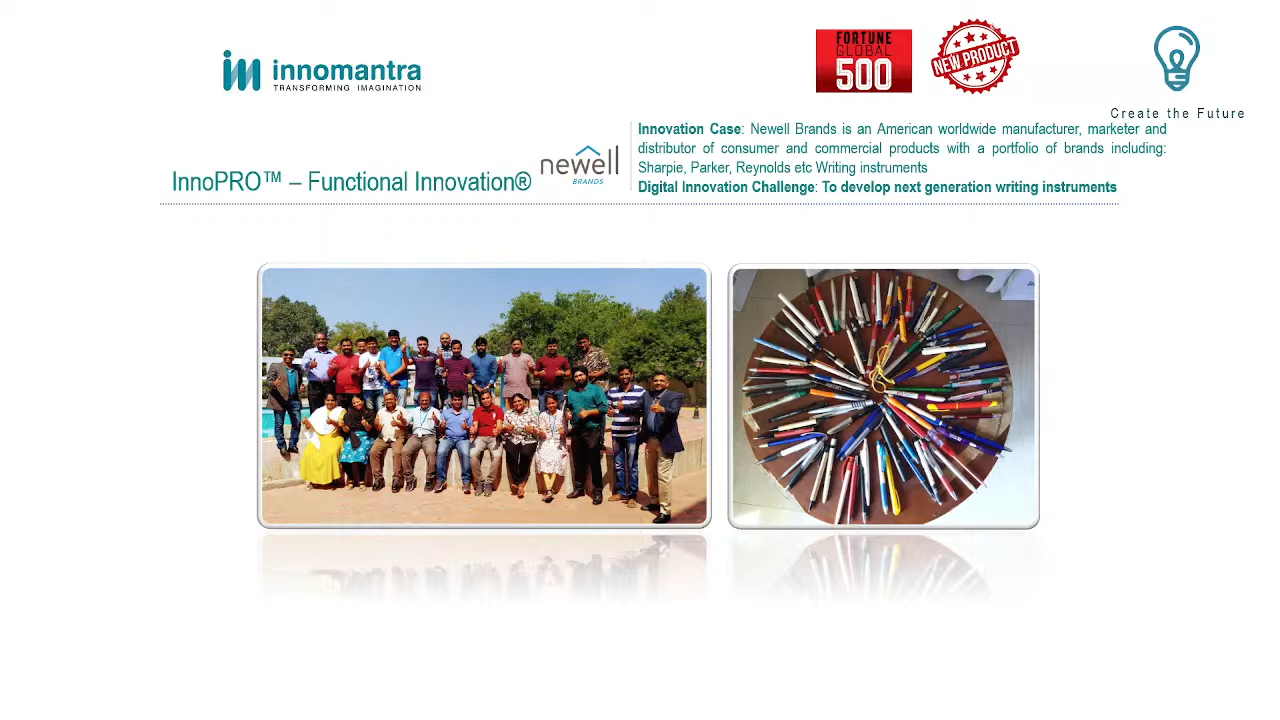 innomantra
TRANSFORMING IMAGINATION
FORTUNE
GLOBAL
500
NEW PRODUCT
Create the Future
InnoPRO™ – Functional Innovation®
newell
BRANDS
Innovation Case: Newell Brands is an American worldwide manufacturer, marketer and
distributor of consumer and commercial products with a portfolio of brands including:
Sharpie, Parker, Reynolds etc Writing instruments
Digital Innovation Challenge: To develop next generation writing instruments